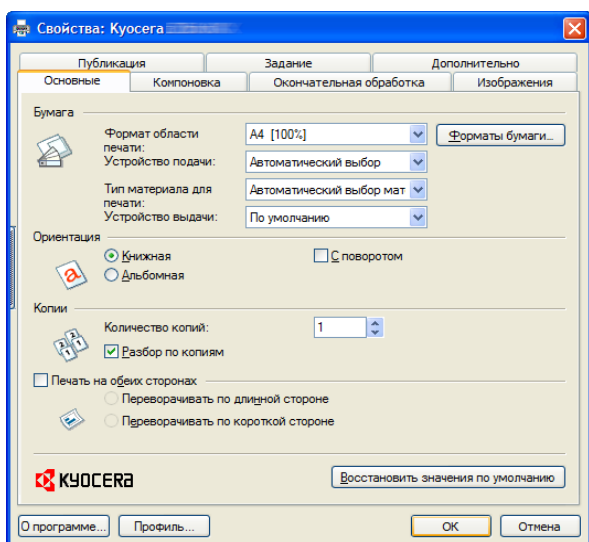 Свойства: Kyocera
Публикация
Задание
Дополнительно
Основные
Компоновка
Окончательная обработка
Изображения
Бумага
Формат области
печати:
A4 [100%]
Форматы бумаги...
Устройство подачи:
Автоматический выбор
Тип материала для
печати:
Автоматический выбор мат
Устройство выдачи:
По умолчанию
Ориентация
Книжная
С поворотом
Альбомная
Копии
Количество копий:
1
Разбор по копиям
Печать на обеих сторонах
Переворачивать по длинной стороне
Переворачивать по короткой стороне
KYOCERA
Восстановить значения по умолчанию
О программе...
Профиль...
OK
Отмена